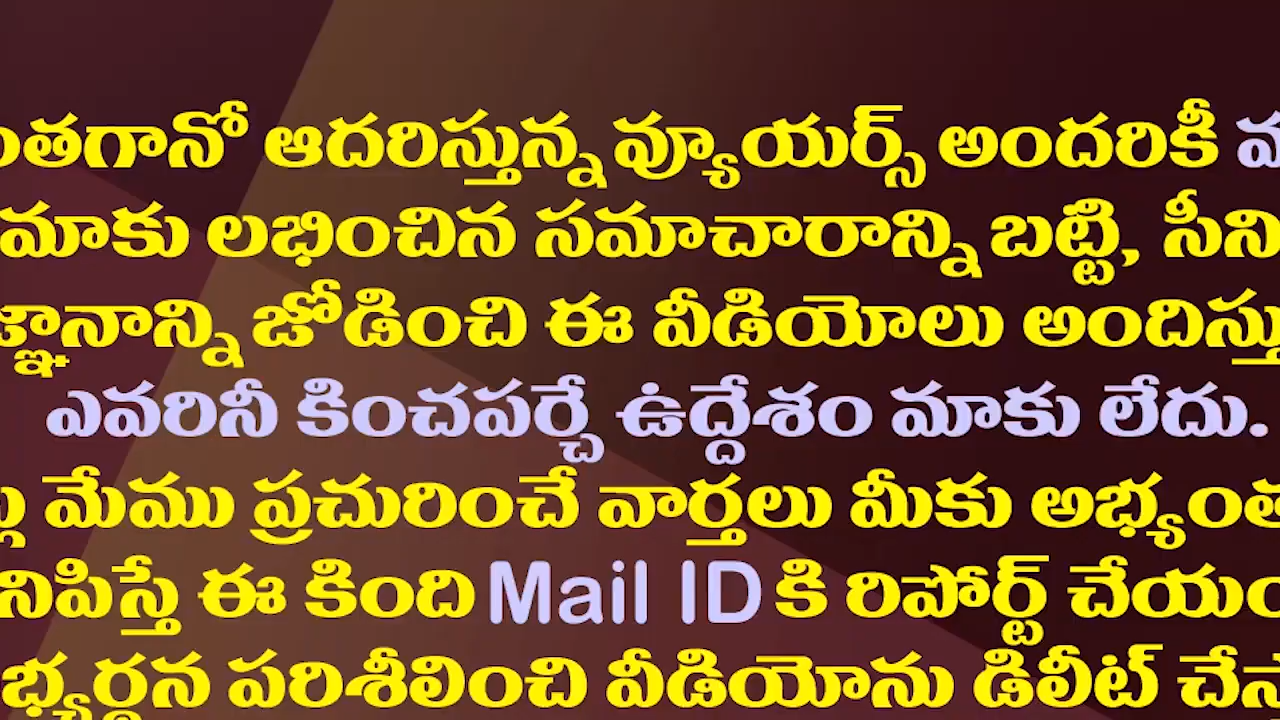 ఆదరిస్తున్న వ్యూయర్స్ అందరికీ
మాకు లభించిన సమాచారాన్ని బట్టి,
జోడించి ఈ వీడియోలు
ఎవరినీ కించపర్చే ఉద్దేశం మాకు లేదు.
మేము ప్రచురించే వార్తలు మీకు
ఈ కింది Mail ID కి రిపోర్ట్
పరిశీలించి వీడియోను డిలీట్